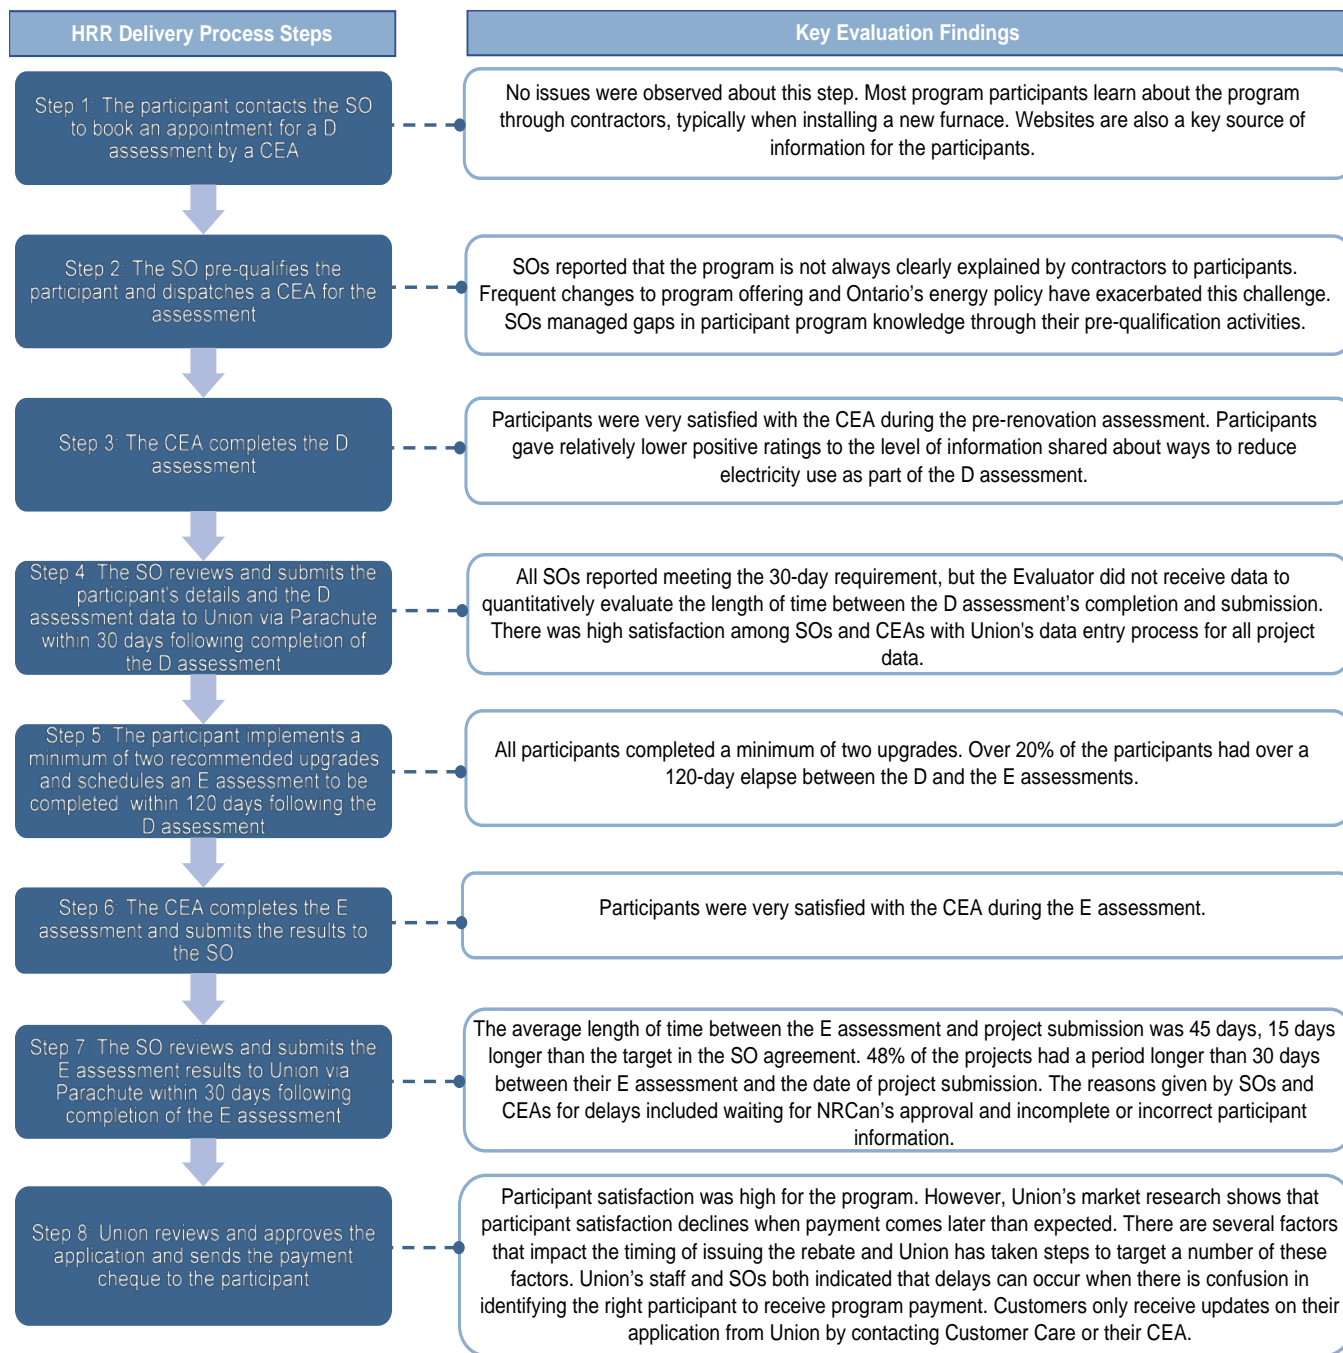 HRR Delivery Process Steps
Key Evaluation Findings
Step 1: The participant contacts the SO
to book an appointment for a D
assessment by a CEA
No issues were observed about this step. Most program participants learn about the program
through contractors, typically when installing a new furnace. Websites are also a key source of
information for the participants.
Step 2: The SO pre-qualifies the
participant and dispatches a CEA for the
assessment
SOs reported that the program is not always clearly explained by contractors to participants.
Frequent changes to program offering and Ontario's energy policy have exacerbated this challenge.
SOs managed gaps in participant program knowledge through their pre-qualification activities.
Step 3: The CEA completes the D
assessment
Participants were very satisfied with the CEA during the pre-renovation assessment. Participants
gave relatively lower positive ratings to the level of information shared about ways to reduce
electricity use as part of the D assessment.
Step 4: The SO reviews and submits the
participant's details and the D
assessment data to Union via Parachute
within 30 days following completion of
the D assessment
All SOs reported meeting the 30-day requirement, but the Evaluator did not receive data to
quantitatively evaluate the length of time between the D assessment's completion and submission.
There was high satisfaction among SOs and CEAs with Union's data entry process for all project
data.
Step 5: The participant implements a
minimum of two recommended upgrades
and schedules an E assessment to be
completed within 120 days following the
D assessment
All participants completed a minimum of two upgrades. Over 20% of the participants had over a
120-day elapse between the D and the E assessments.
Step 6: The CEA completes the E
assessment and submits the results to
the SO
Participants were very satisfied with the CEA during the E assessment.
Step 7: The SO reviews and submits the
E assessment results to Union via
Parachute within 30 days following
completion of the E assessment
The average length of time between the E assessment and project submission was 45 days, 15 days
longer than the target in the SO agreement. 48% of the projects had a period longer than 30 days
between their E assessment and the date of project submission. The reasons given by SOs and
CEAs for delays included waiting for NRCan's approval and incomplete or incorrect participant
information.
Step 8: Union reviews and approves the
application and sends the payment
cheque to the participant
Participant satisfaction was high for the program. However, Union's market research shows that
participant satisfaction declines when payment comes later than expected. There are several factors
that impact the timing of issuing the rebate and Union has taken steps to target a number of these
factors. Union's staff and SOs both indicated that delays can occur when there is confusion in
identifying the right participant to receive program payment. Customers only receive updates on their
application from Union by contacting Customer Care or their CEA.